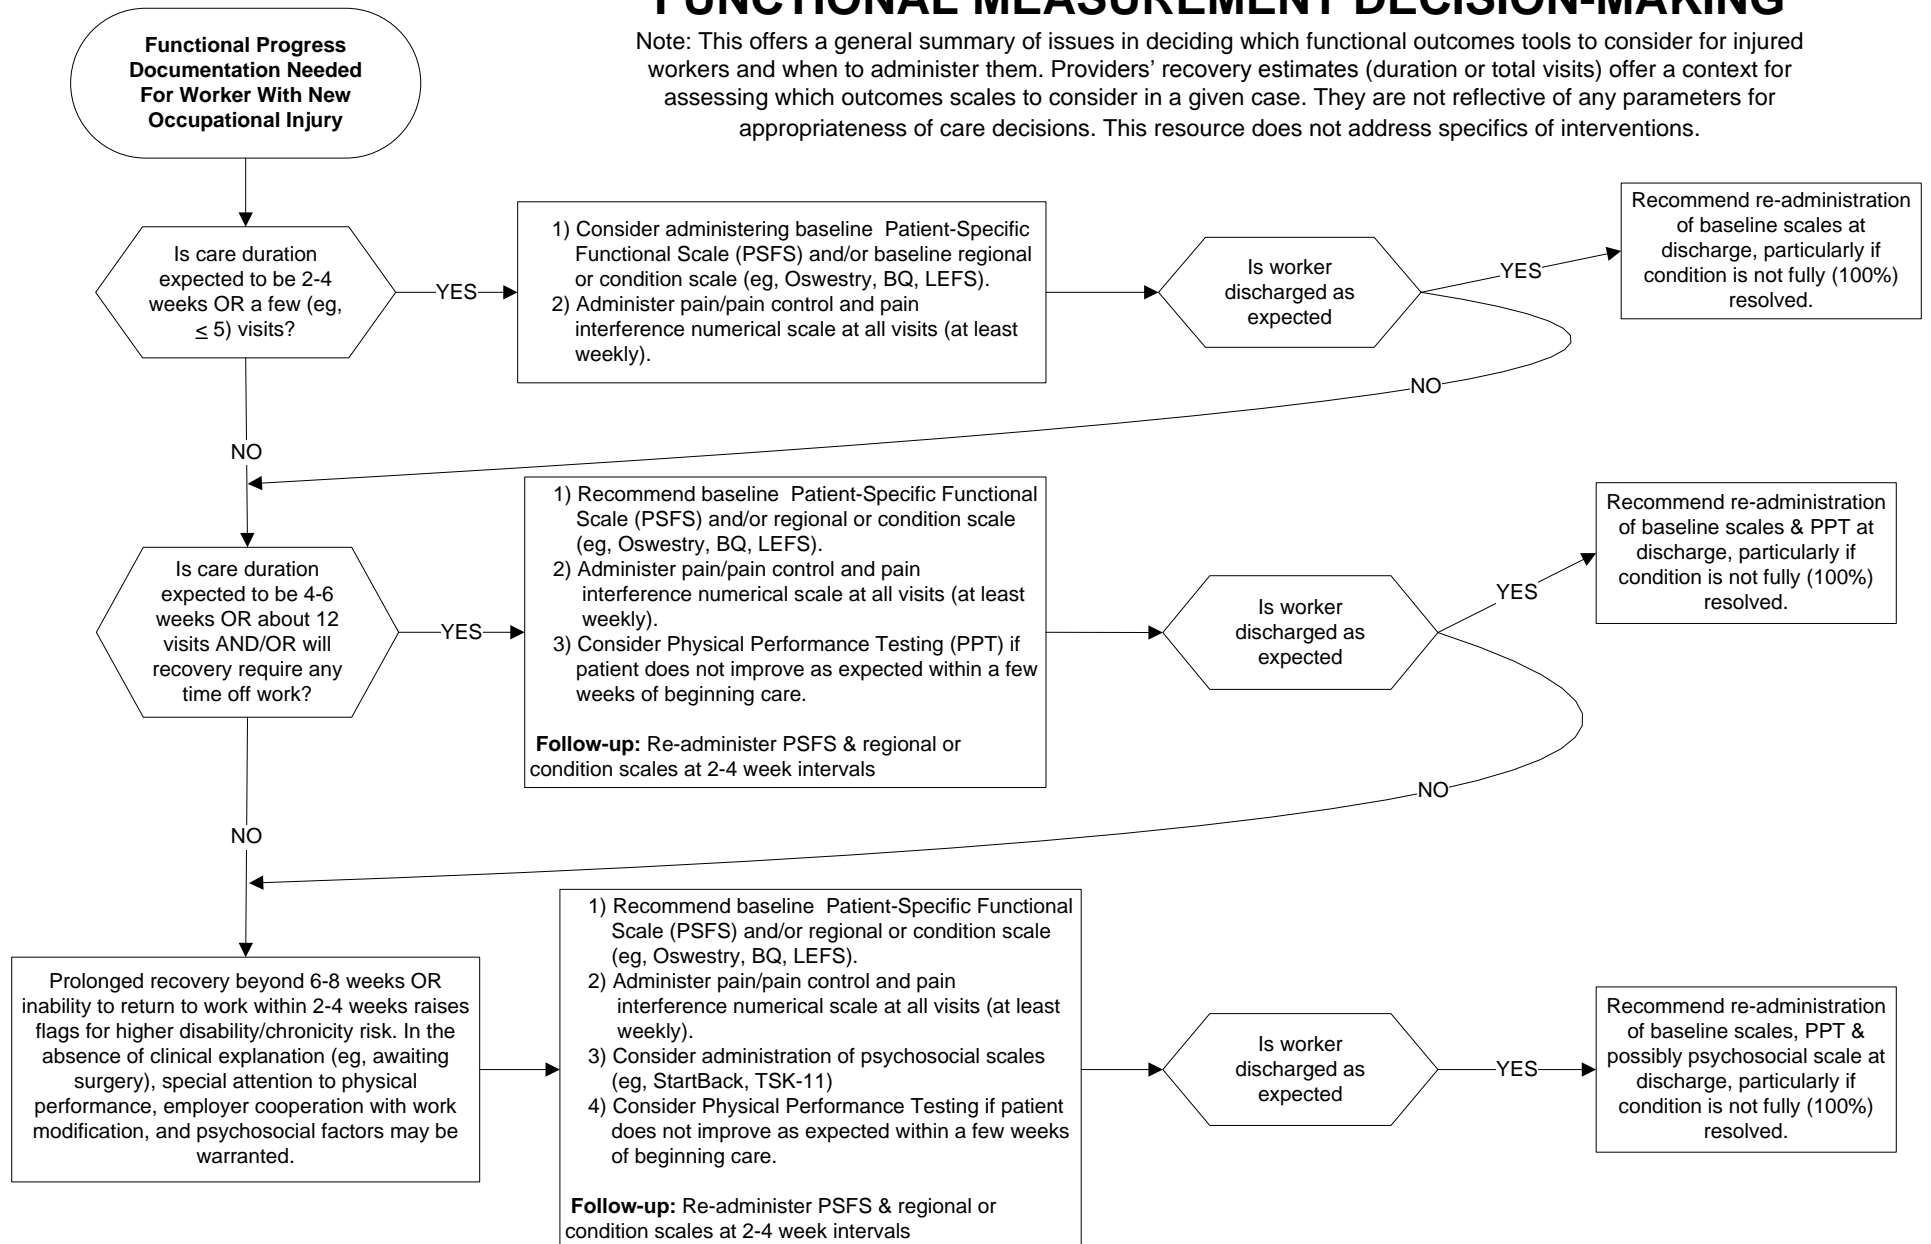 FUNCTIONAL MEASUREMENT DECISION-MAKING
Note: This offers a general summary of issues in deciding which functional outcomes tools to consider for injured
workers and when to administer them. Providers' recovery estimates (duration or total visits) offer a context for
assessing which outcomes scales to consider in a given case. They are not reflective of any parameters for
appropriateness of care decisions. This resource does not address specifics of interventions.
Functional Progress
Documentation Needed
For Worker With New
Occupational Injury
Is care duration
expected to be 2-4
weeks OR a few (eg,
≤ 5) visits?
YES
1) Consider administering baseline Patient-Specific
Functional Scale (PSFS) and/or baseline regional
or condition scale (eg, Oswestry, BQ, LEFS).
2) Administer pain/pain control and pain
interference numerical scale at all visits (at least
weekly).
Is worker
discharged as
expected
YES
Recommend re-administration
of baseline scales at
discharge, particularly if
condition is not fully (100%)
resolved.
NO
NO
Is care duration
expected to be 4-6
weeks OR about 12
visits AND/OR will
recovery require any
time off work?
YES
1) Recommend baseline Patient-Specific Functional
Scale (PSFS) and/or regional or condition scale
(eg, Oswestry, BQ, LEFS).
2) Administer pain/pain control and pain
interference numerical scale at all visits (at least
weekly).
3) Consider Physical Performance Testing (PPT) if
patient does not improve as expected within a few
weeks of beginning care.
Follow-up: Re-administer PSFS & regional or
condition scales at 2-4 week intervals
Is worker
discharged as
expected
YES
Recommend re-administration
of baseline scales & PPT at
discharge, particularly if
condition is not fully (100%)
resolved.
NO
NO
Prolonged recovery beyond 6-8 weeks OR
inability to return to work within 2-4 weeks raises
flags for higher disability/chronicity risk. In the
absence of clinical explanation (eg, awaiting
surgery), special attention to physical
performance, employer cooperation with work
modification, and psychosocial factors may be
warranted.
1) Recommend baseline Patient-Specific Functional
Scale (PSFS) and/or regional or condition scale
(eg, Oswestry, BQ, LEFS).
2) Administer pain/pain control and pain
interference numerical scale at all visits (at least
weekly).
3) Consider administration of psychosocial scales
(eg, StartBack, TSK-11)
4) Consider Physical Performance Testing if patient
does not improve as expected within a few weeks
of beginning care.
Follow-up: Re-administer PSFS & regional or
condition scales at 2-4 week intervals
Is worker
discharged as
expected
YES
Recommend re-administration
of baseline scales, PPT &
possibly psychosocial scale at
discharge, particularly if
condition is not fully (100%)
resolved.